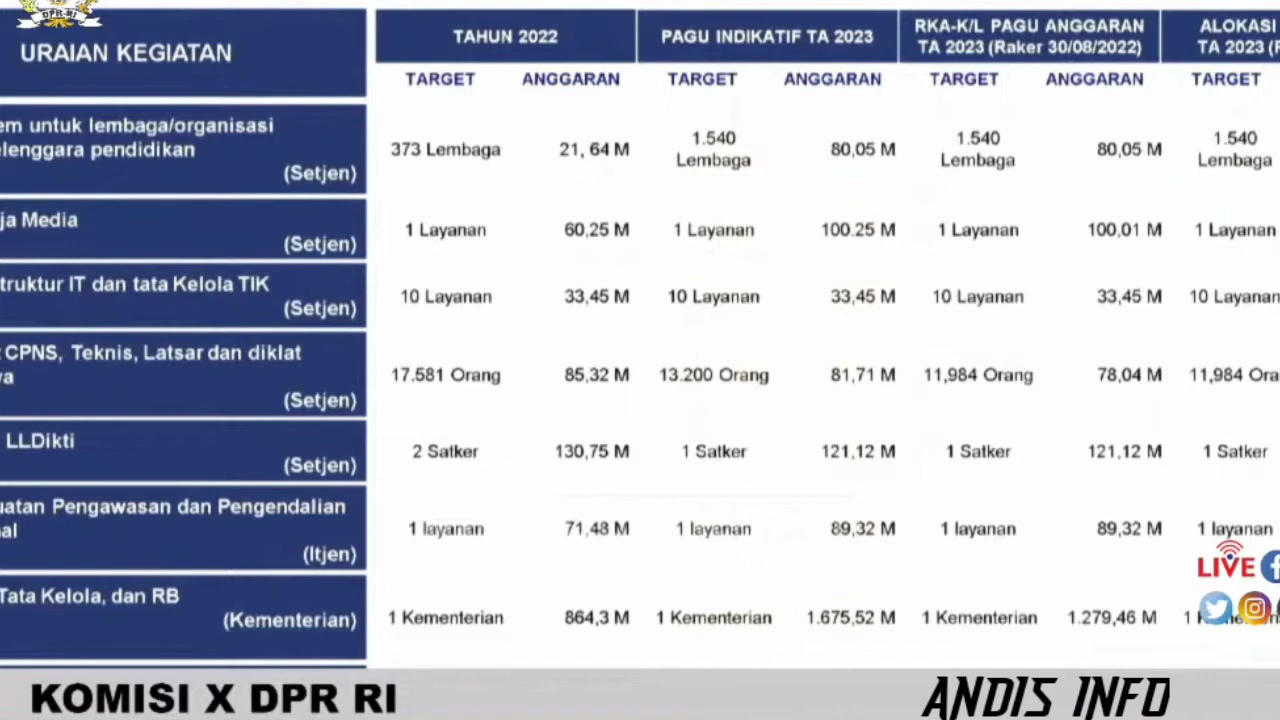 DPR RI
URAIAN KEGIATAN
TAHUN 2022
PAGU INDIKATIF TA 2023
RKA-K/L PAGU ANGGARAN
TA 2023 (Raker 30/08/2022)
ALOKASI
TA 2023 (
TARGET ANGGARAN TARGET ANGGARAN TARGET ANGGARAN TARGET
em untuk lembaga/organisasi
elenggara pendidikan
(Setjen)
373 Lembaga 21, 64 M 1.540 Lembaga 80,05 M 1.540 Lembaga 80,05 M 1.540 Lembaga
ja Media
(Setjen)
1 Layanan 60,25 M 1 Layanan 100.25 M 1 Layanan 100,01 M 1 Layanan
truktur IT dan tata Kelola TIK
(Setjen)
10 Layanan 33,45 M 10 Layanan 33,45 M 10 Layanan 33,45 M 10 Layanan
CPNS, Teknis, Latsar dan diklat
va
(Setjen)
17.581 Orang 85,32 M 13.200 Orang 81,71 M 11,984 Orang 78,04 M 11,984 Ora
LLDikti
(Setjen)
2 Satker 130,75 M 1 Satker 121,12 M 1 Satker 121,12 M 1 Satker
uatan Pengawasan dan Pengendalian
nal
(Itjen)
1 layanan 71,48 M 1 layanan 89,32 M 1 layanan 89,32 M 1 layanan
Tata Kelola, dan RB
(Kementerian)
1 Kementerian 864,3 M 1 Kementerian 1.675,52 M 1 Kementerian 1.279,46 M 1
LIVE
KOMISI X DPR RI
ANDIS INFO